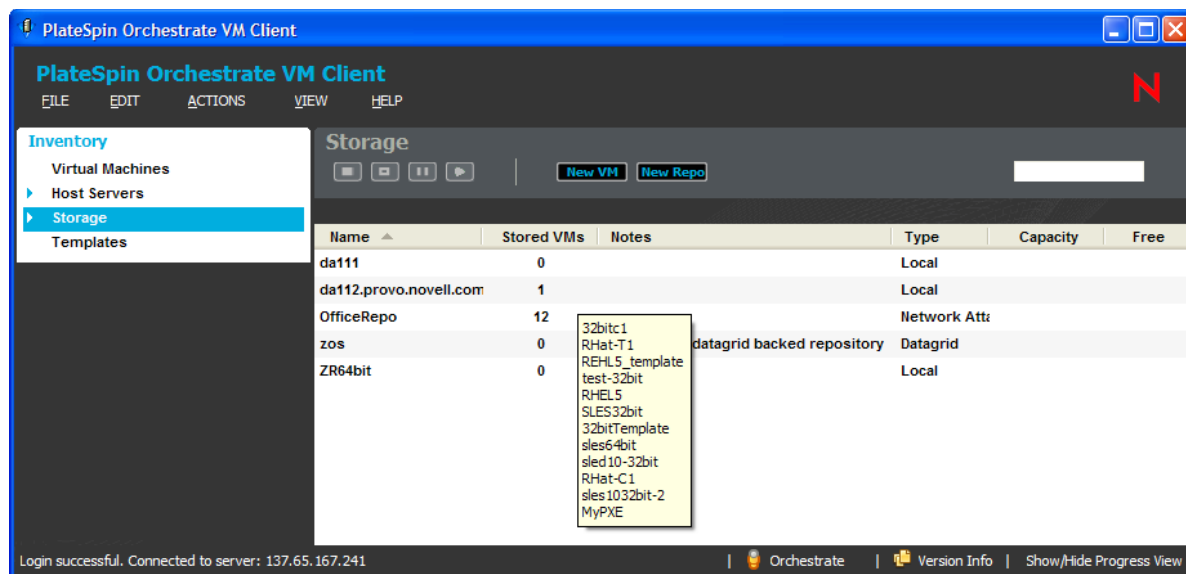 PlateSpin Orchestrate VM Client
PlateSpin Orchestrate VM Client
FILE EDIT ACTIONS VIEW HELP
N
Inventory
Virtual Machines
Host Servers
Storage
Templates
Storage
New VM New Repo
Name Stored VMs Notes Type Capacity Free
da111 0 Local
da112.provo.novell.com 1 Local
OfficeRepo 12 Network Atta
zos 0 datagrid backed repository Datagrid
ZR64bit 0 Local
32bitc1
RHat-T1
REHL5_template
test-32bit
RHEL5
SLES32bit
32bitTemplate
sles64bit
sled10-32bit
RHat-C1
sles1032bit-2
MyPXE
Login successful. Connected to server: 137.65.167.241 | Orchestrate | Version Info | Show/Hide Progress View